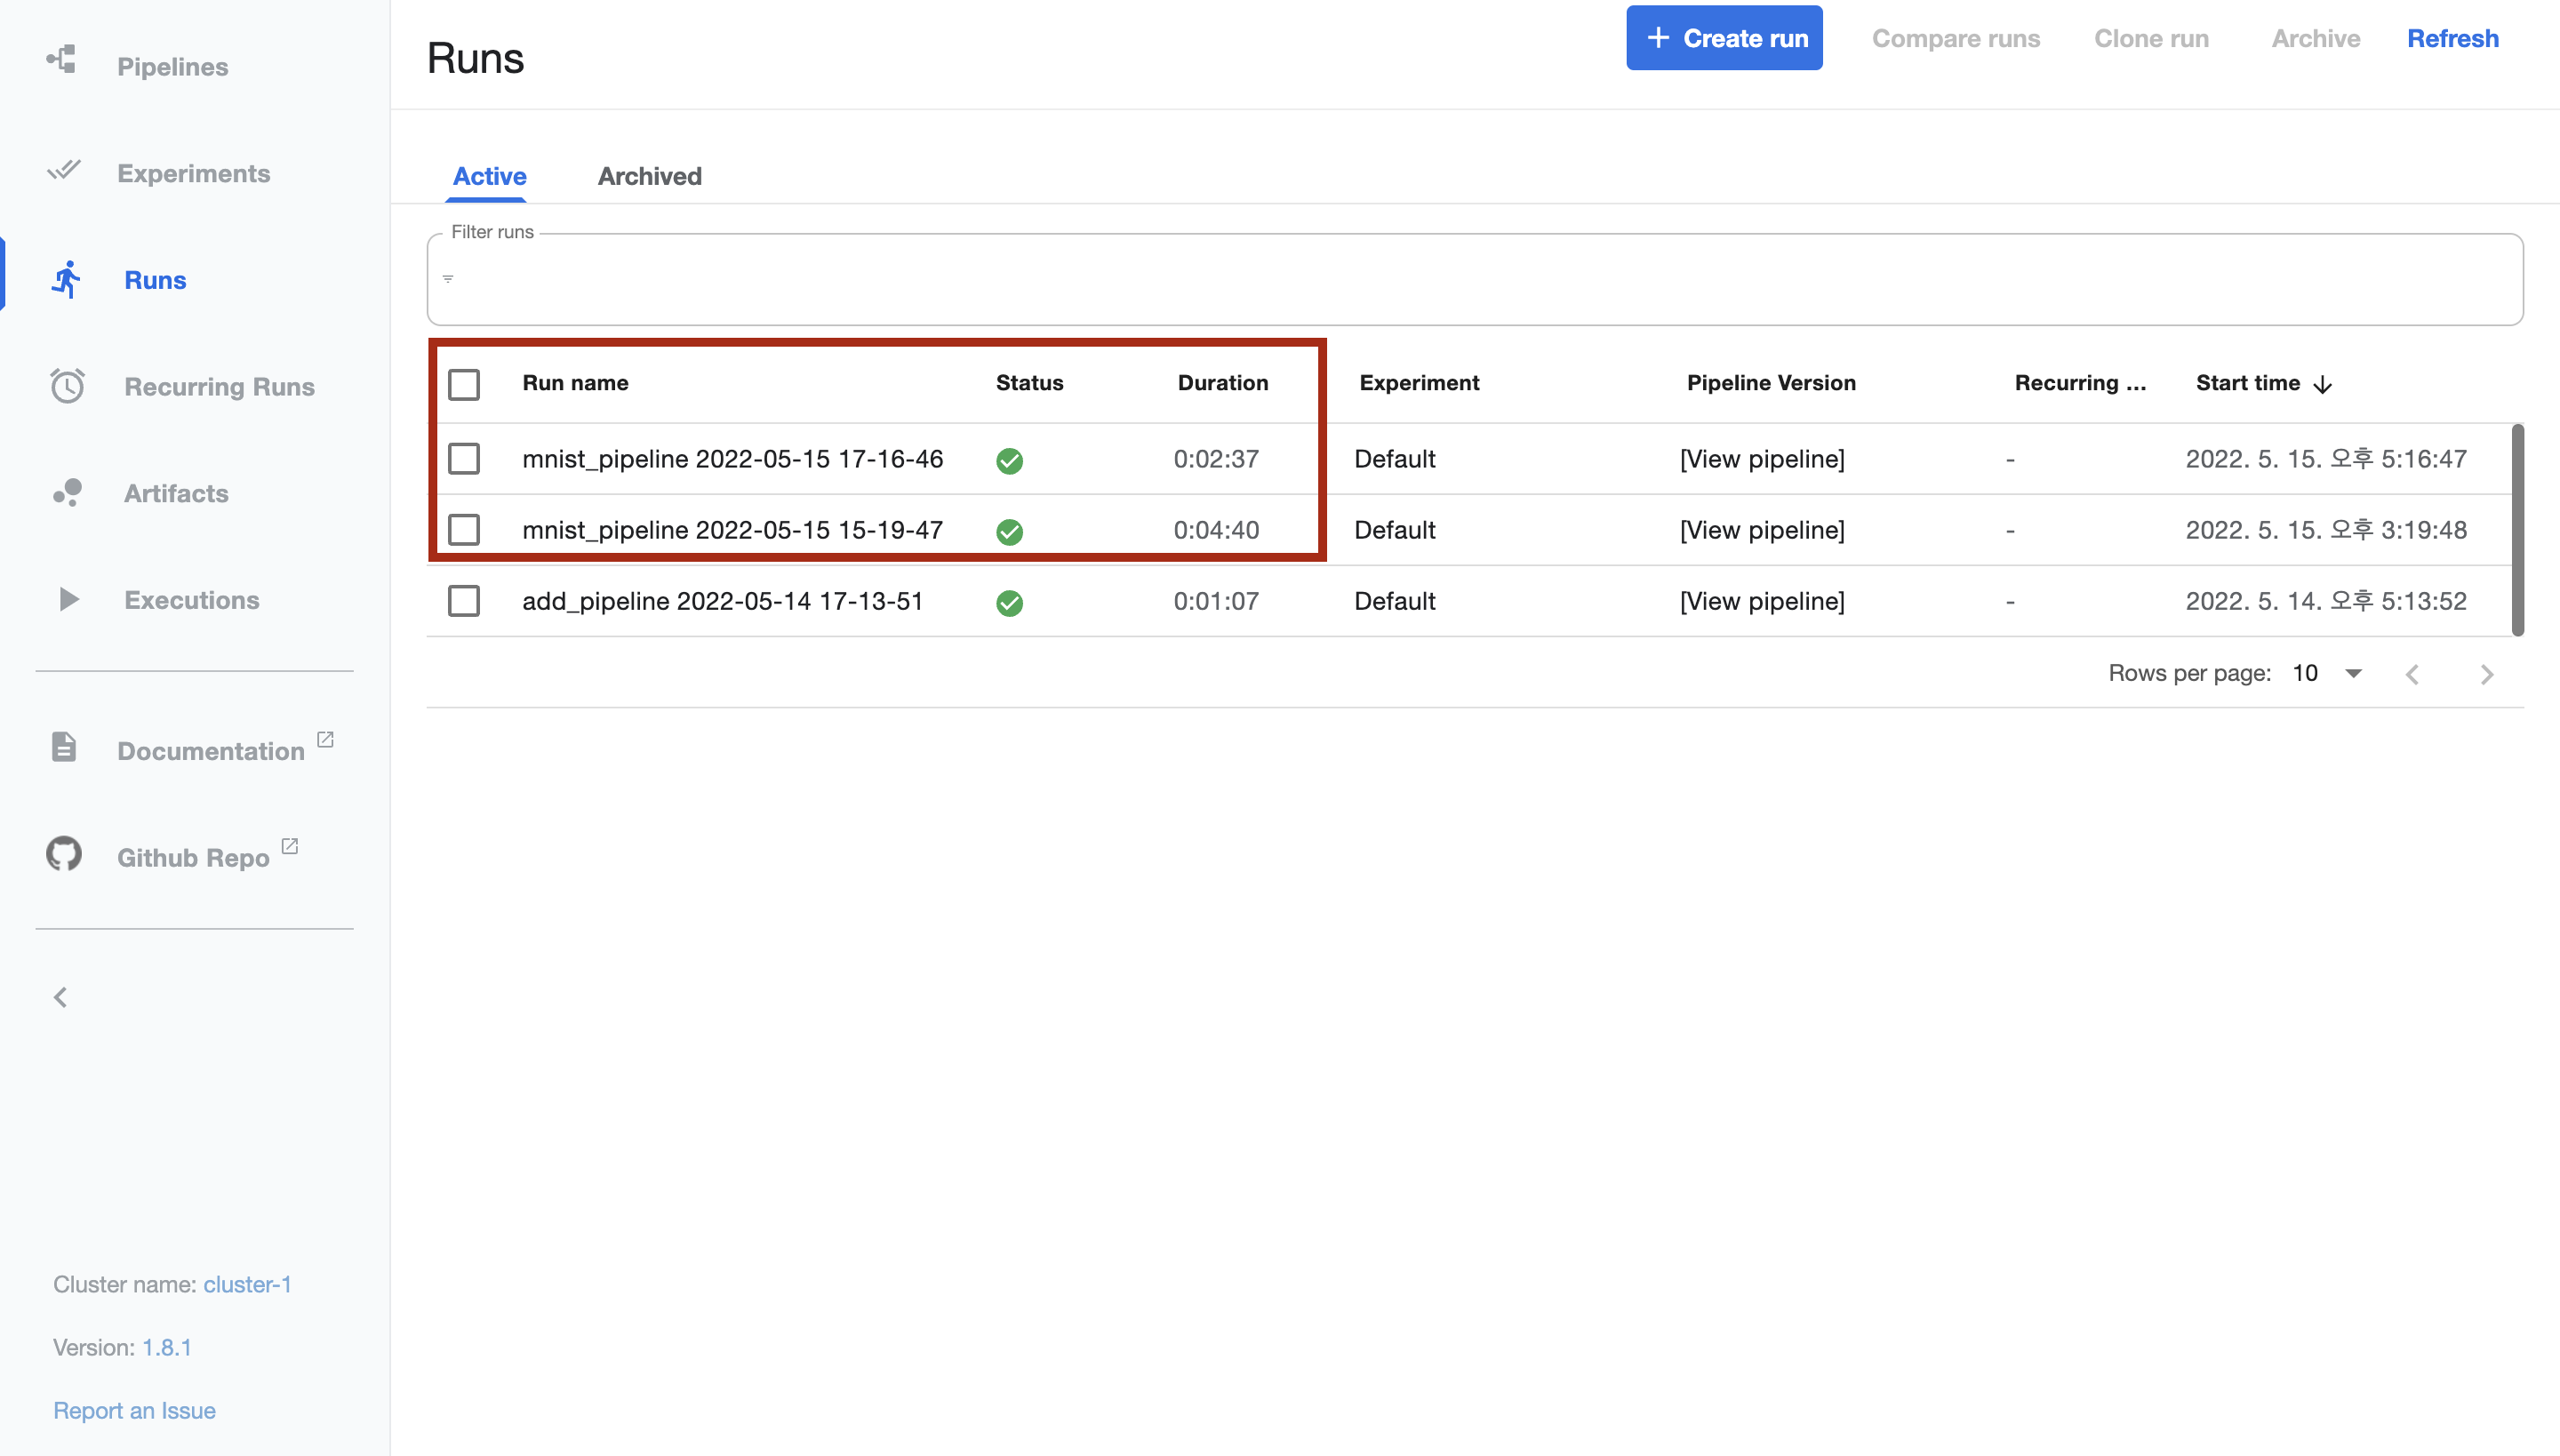 Pipelines
Experiments
Runs
Recurring Runs
Artifacts
Executions
Documentation
Github Repo
Cluster name: cluster-1
Version: 1.8.1
Report an Issue
Runs
+ Create run Compare runs Clone run Archive Refresh
Active Archived
Filter runs
Run name Status Duration Experiment Pipeline Version Recurring ... Start time
mnist_pipeline 2022-05-15 17-16-46 0:02:37 Default [View pipeline] - 2022. 5. 15. 오후 5:16:47
mnist_pipeline 2022-05-15 15-19-47 0:04:40 Default [View pipeline] - 2022. 5. 15. 오후 3:19:48
add_pipeline 2022-05-14 17-13-51 0:01:07 Default [View pipeline] - 2022. 5. 14. 오후 5:13:52
Rows per page: 10